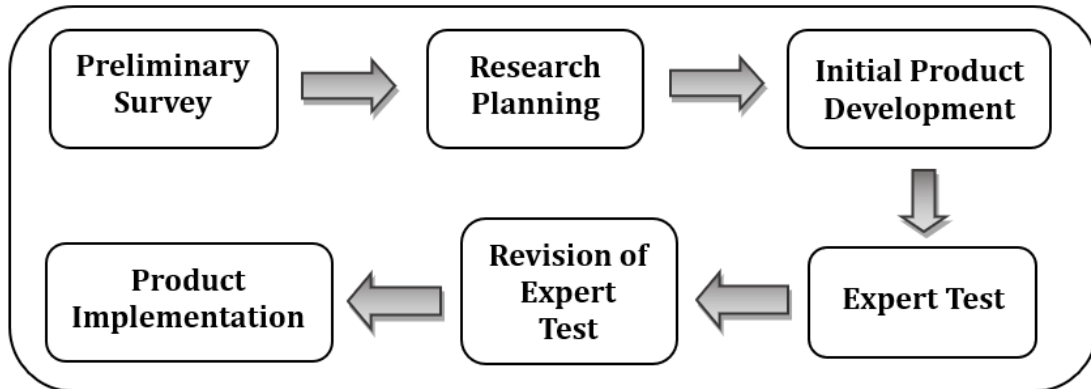 Preliminary
Survey
Research
Planning
Initial Product
Development
Expert Test
Revision of
Expert
Test
Product
Implementation